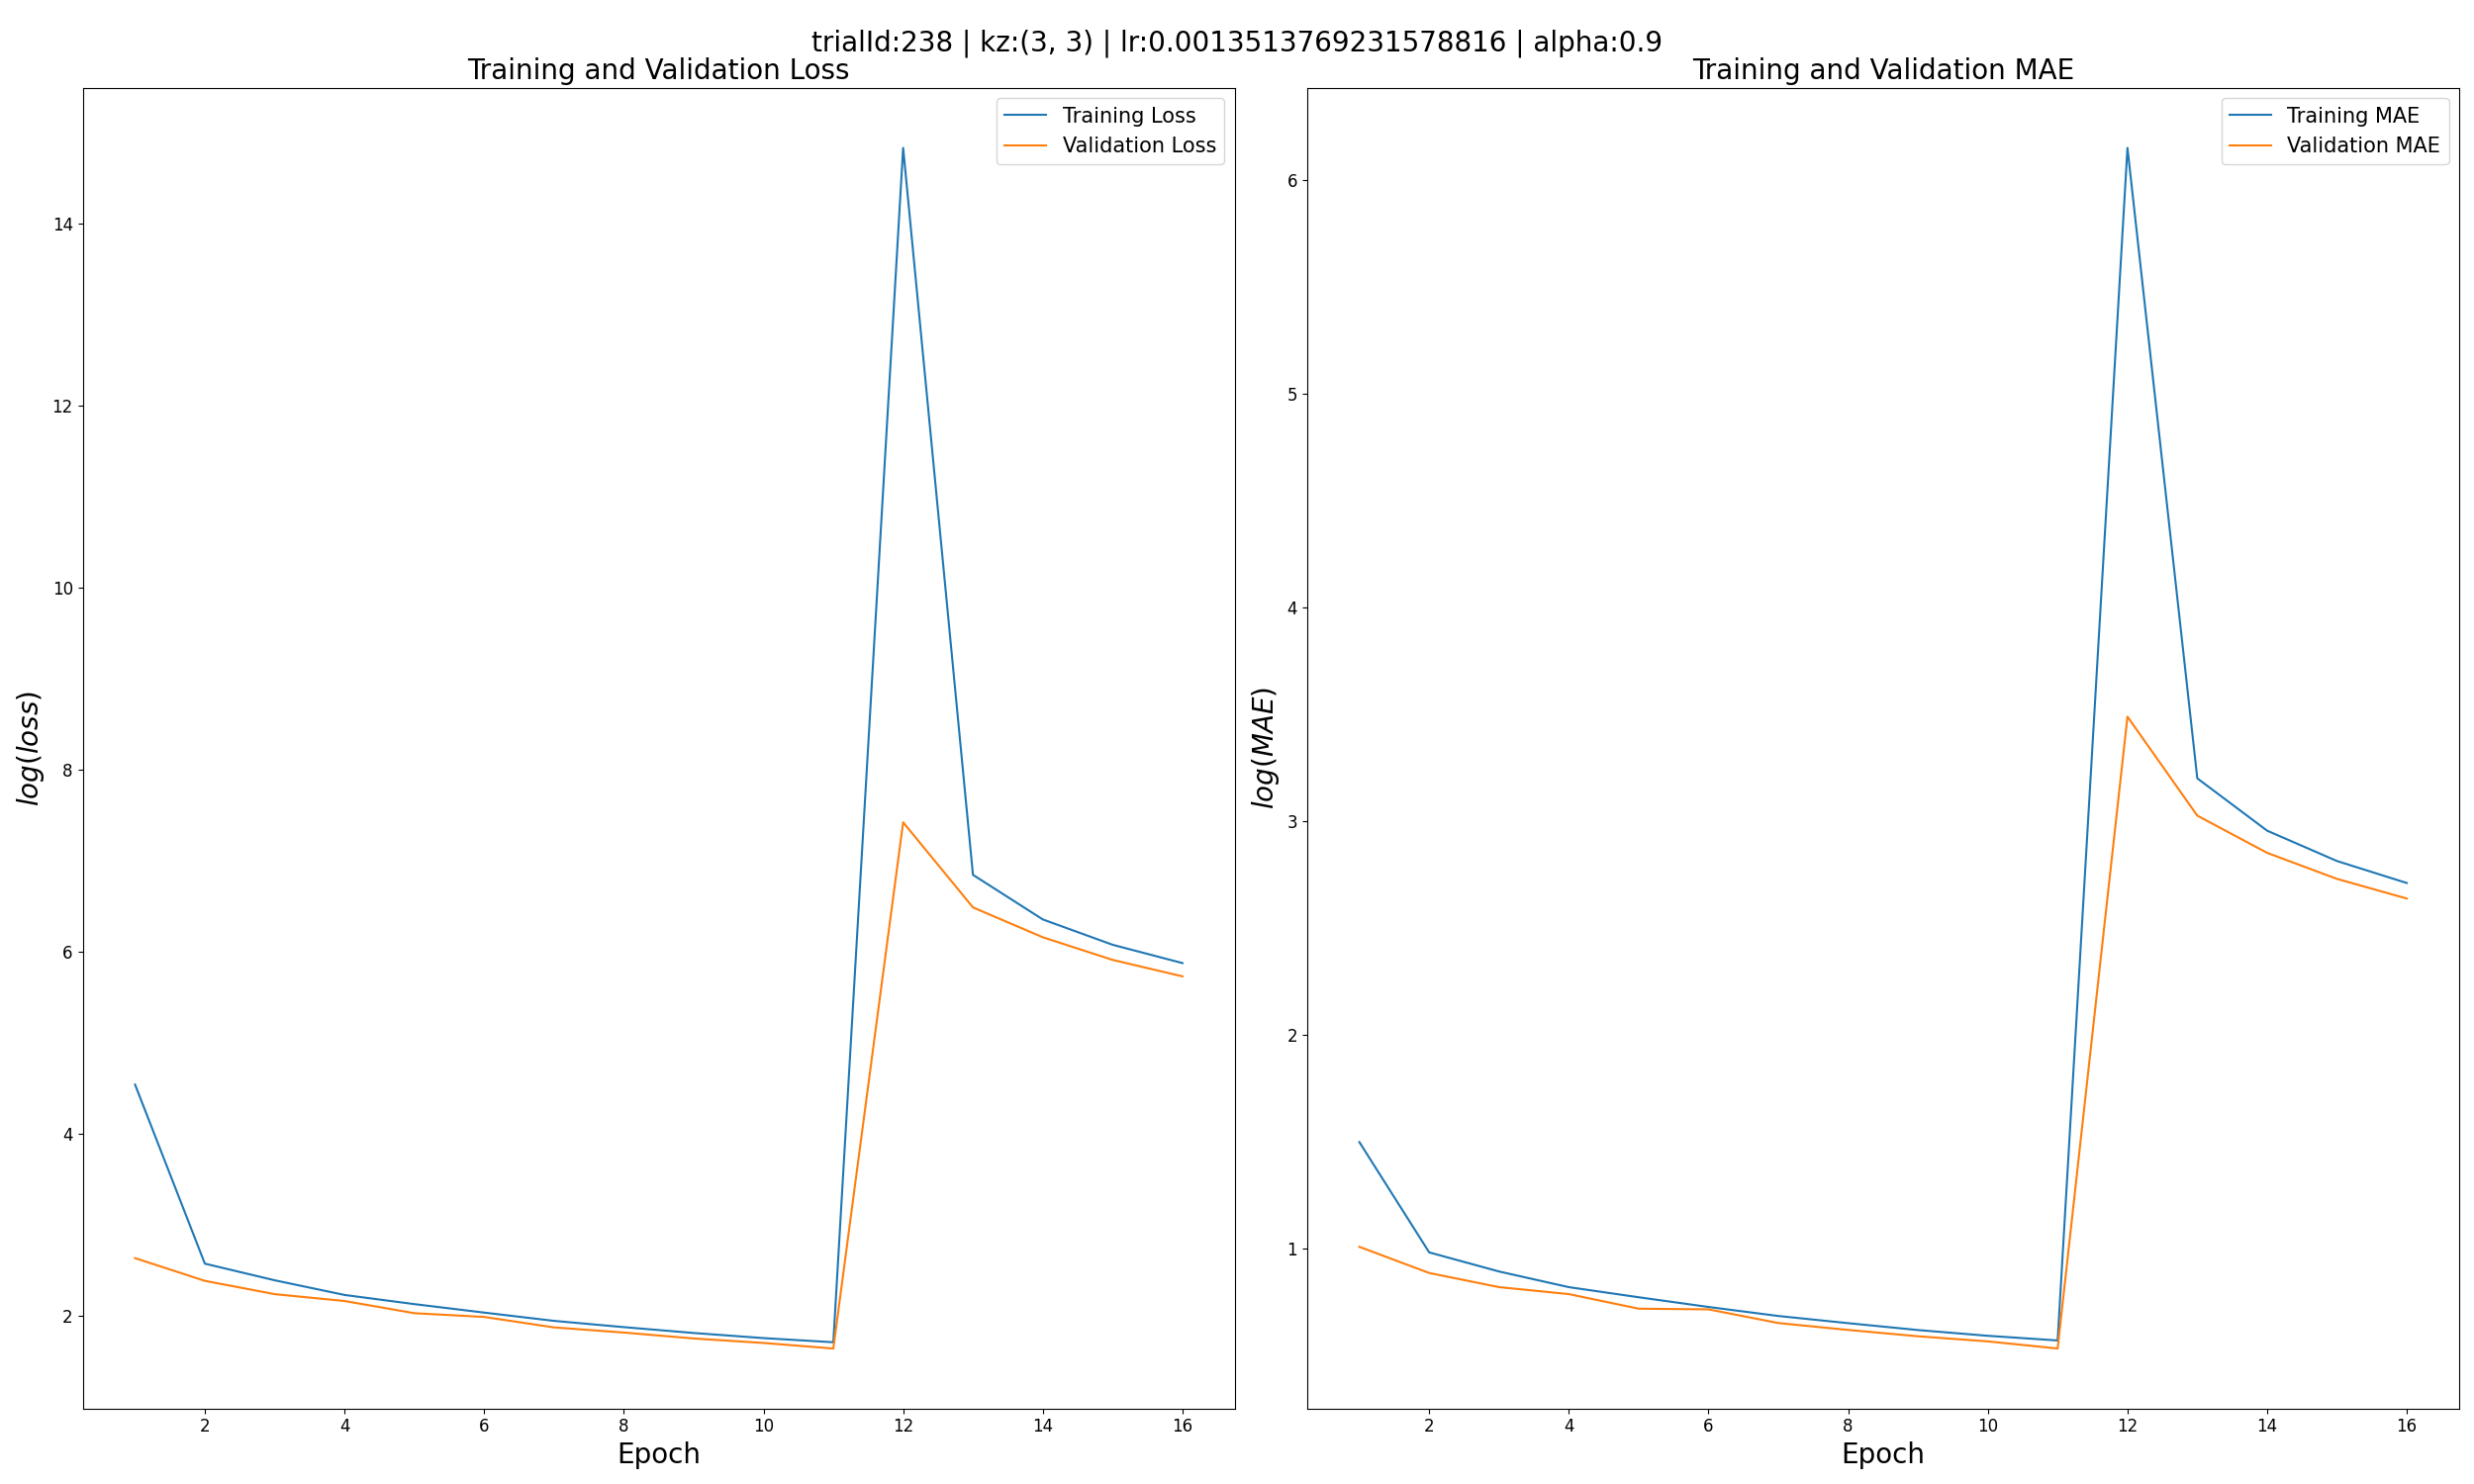 trialId:238 | kz:(3, 3) | lr:0.0013513769231578816 | alpha:0.9
Training and Validation Loss
Training Loss
Validation Loss
14
12
10
8
6
4
2
log(loss)
2 4 6 8 10 12 14 16
Epoch
Training and Validation MAE
Training MAE
Validation MAE
6
5
4
3
2
1
log(MAE)
2 4 6 8 10 12 14 16
Epoch